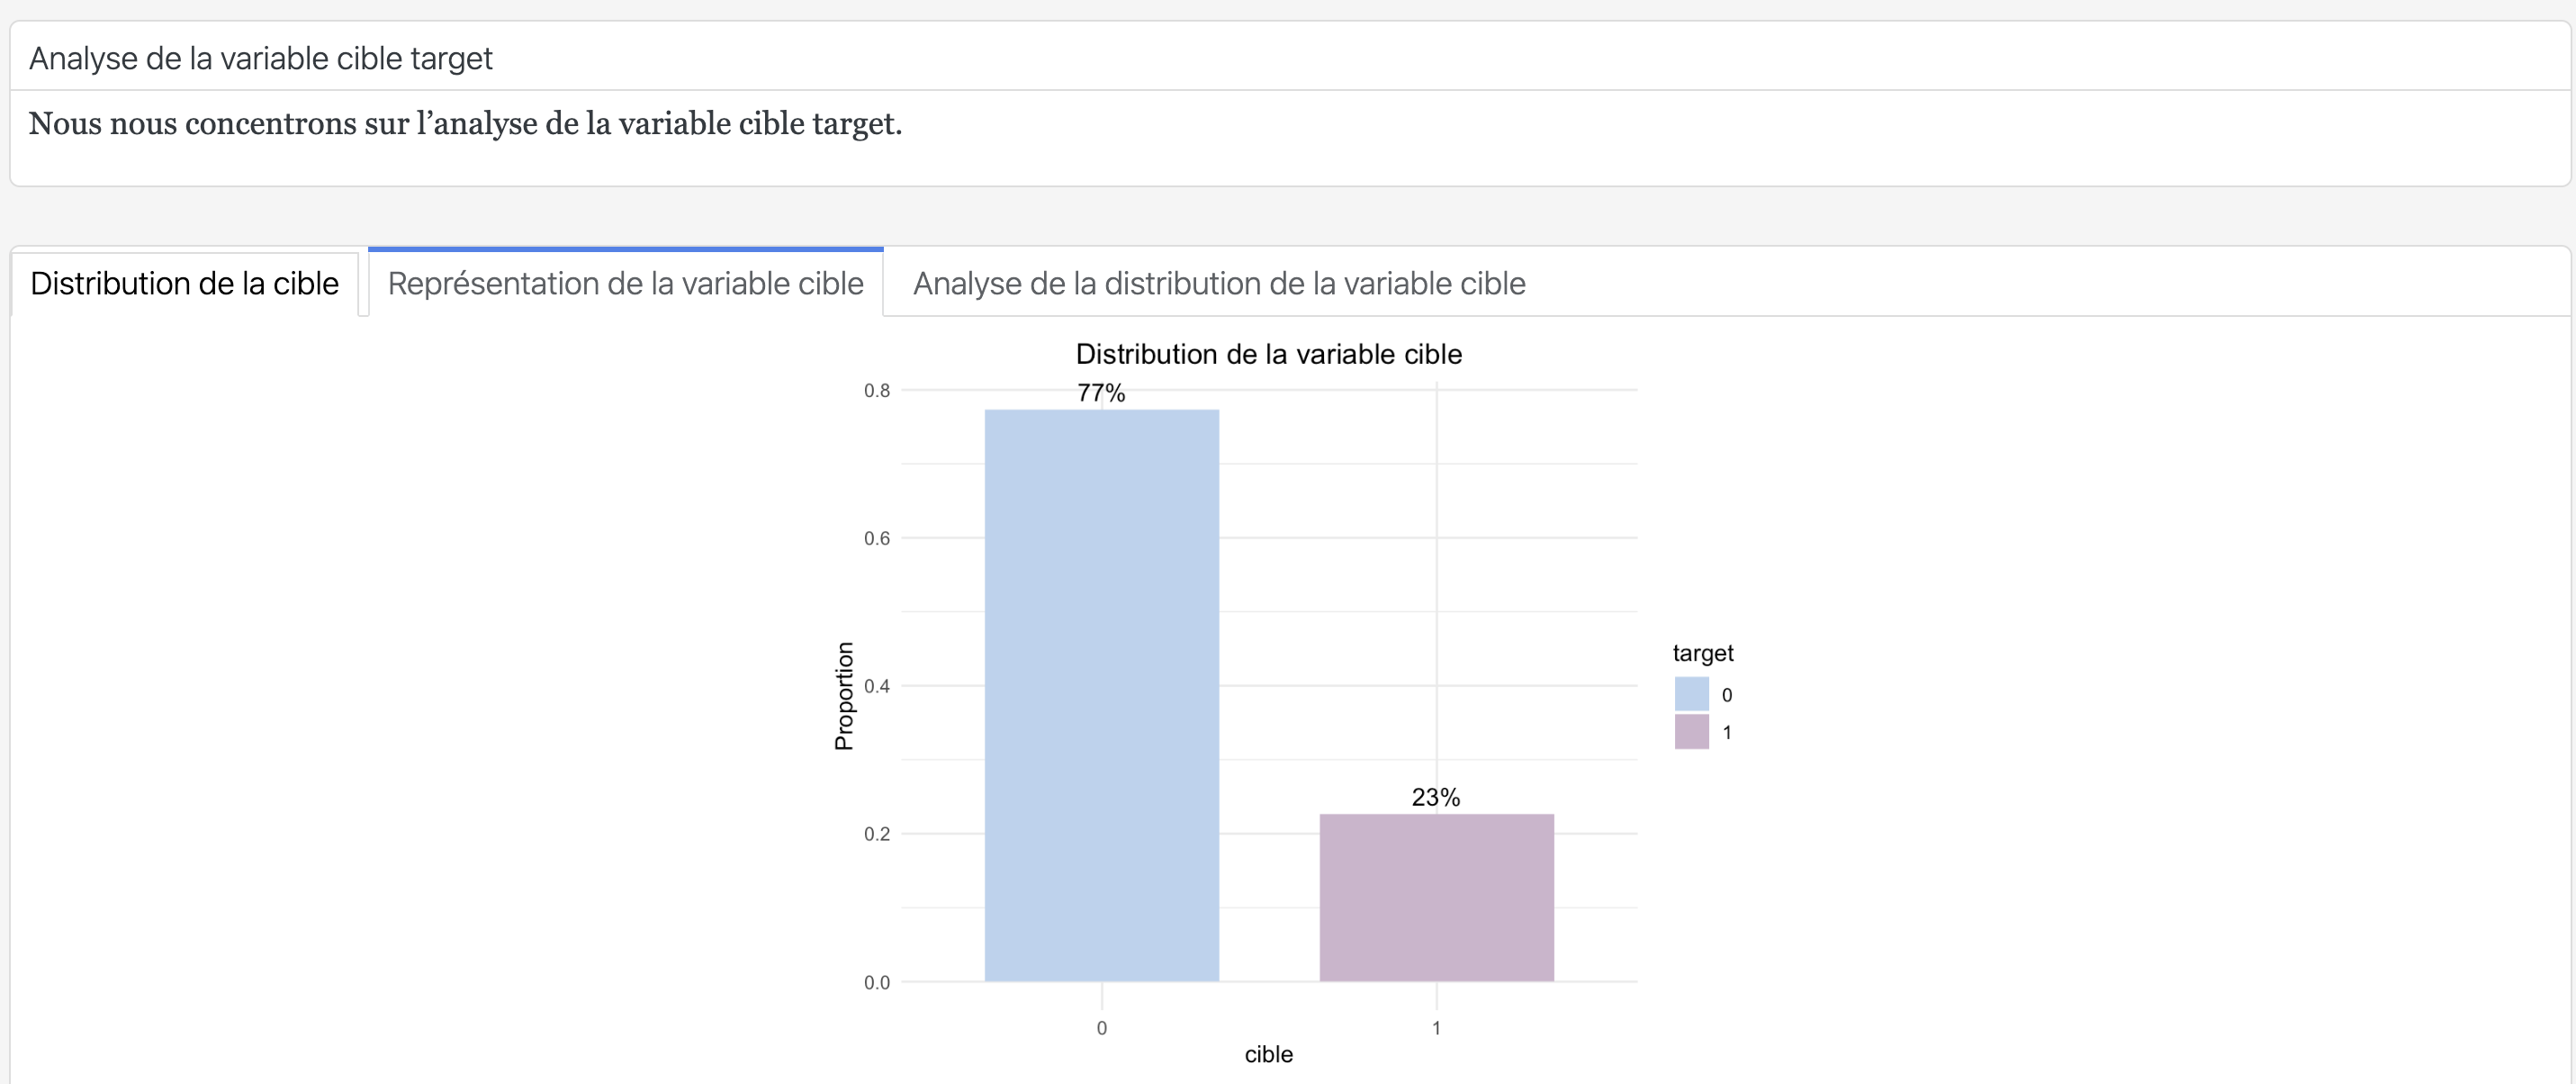 Analyse de la variable cible target
Nous nous concentrons sur l’analyse de la variable cible target.
Distribution de la cible
Représentation de la variable cible
Analyse de la distribution de la variable cible
Distribution de la variable cible
77%
23%
0.8
0.6
0.4
0.2
0.0
Proportion
0
1
cible
target
0
1